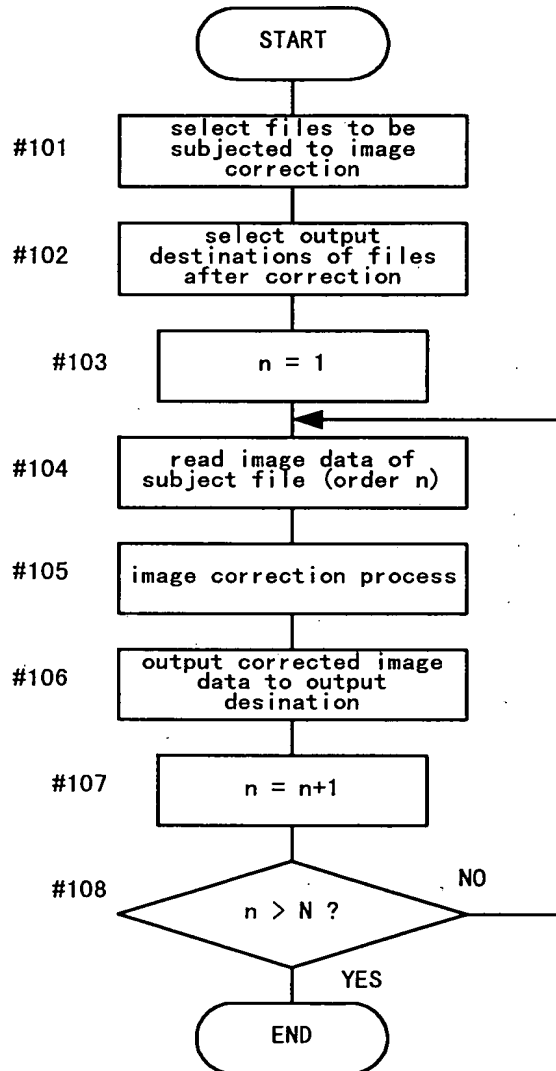 START
#101
select files to be
subjected to image
correction
#102
select output
destinations of files
after correction
#103
n = 1
#104
read image data of
subject file (order n)
#105
image correction process
#106
output corrected image
data to output
desination
#107
n = n+1
#108
n > N ?
NO
YES
END